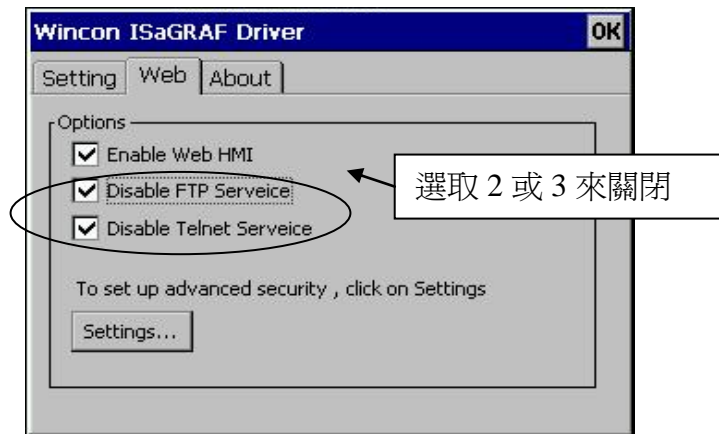 Wincon ISaGRAF Driver OK
Setting Web About
Options
Enable Web HMI
Disable FTP Serveice
Disable Telnet Serveice
選取 2 或 3 來關閉
To set up advanced security , click on Settings
Settings...